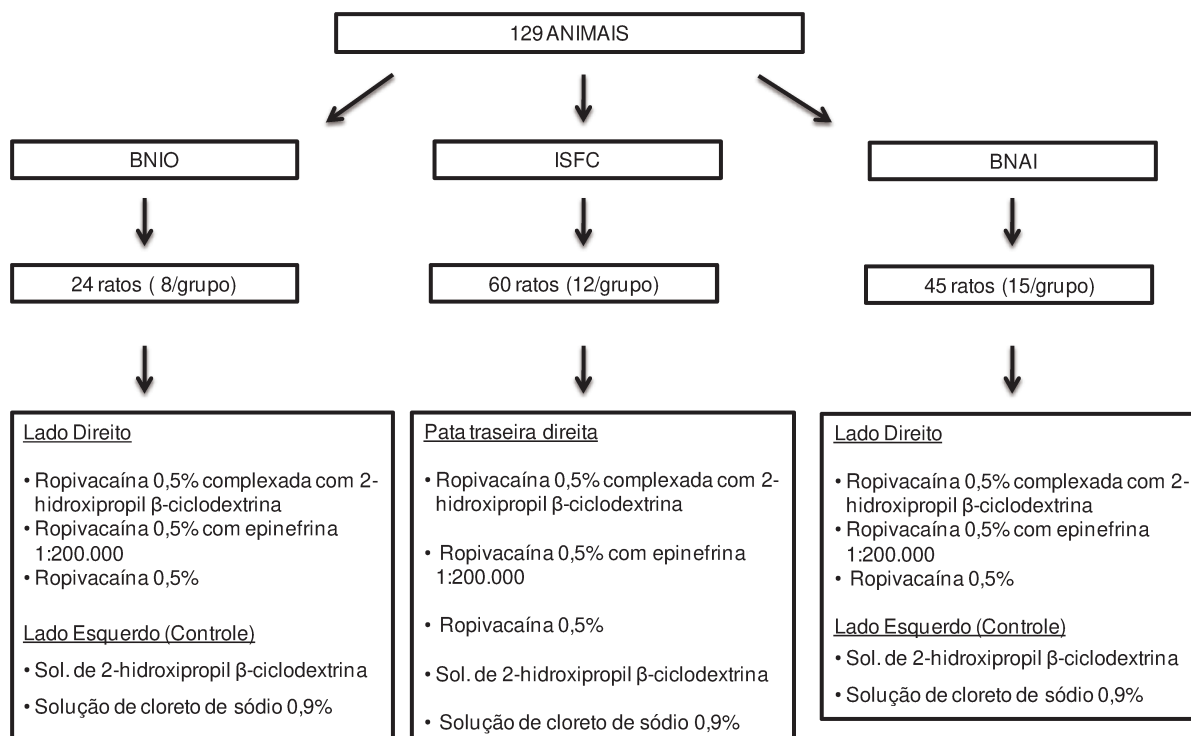 129 ANIMAIS
BNIO
ISFC
BNAI
24 ratos ( 8/grupo)
60 ratos (12/grupo)
45 ratos (15/grupo)
Lado Direito
• Ropivacaína 0,5% complexada com 2-
hidroxipropil β-ciclodextrina
• Ropivacaína 0,5% com epinefrina
1:200.000
• Ropivacaína 0,5%
Lado Esquerdo (Controle)
• Sol. de 2-hidroxipropil β-ciclodextrina
• Solução de cloreto de sódio 0,9%
Pata traseira direita
• Ropivacaína 0,5% complexada com 2-
hidroxipropil β-ciclodextrina
• Ropivacaína 0,5% com epinefrina
1:200.000
• Ropivacaína 0,5%
• Sol. de 2-hidroxipropil β-ciclodextrina
• Solução de cloreto de sódio 0,9%
Lado Direito
• Ropivacaína 0,5% complexada com 2-
hidroxipropil β-ciclodextrina
• Ropivacaína 0,5% com epinefrina
1:200.000
• Ropivacaína 0,5%
Lado Esquerdo (Controle)
• Sol. de 2-hidroxipropil β-ciclodextrina
• Solução de cloreto de sódio 0,9%